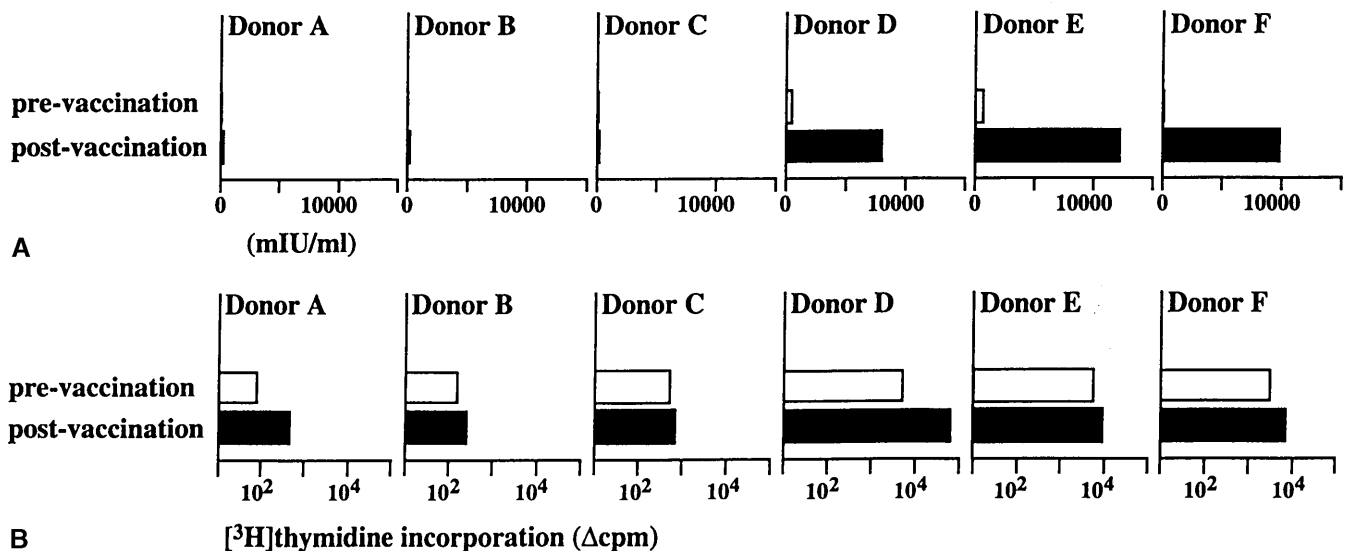 Donor A Donor B Donor C Donor D Donor E Donor F
pre-vaccination
post-vaccination
0 10000 0 10000 0 10000 0 10000 0 10000 0 10000
A (mIU/ml)
Donor A Donor B Donor C Donor D Donor E Donor F
pre-vaccination
post-vaccination
10² 10⁴ 10² 10⁴ 10² 10⁴ 10² 10⁴ 10² 10⁴ 10² 10⁴
B [³H]thymidine incorporation (Δcpm)